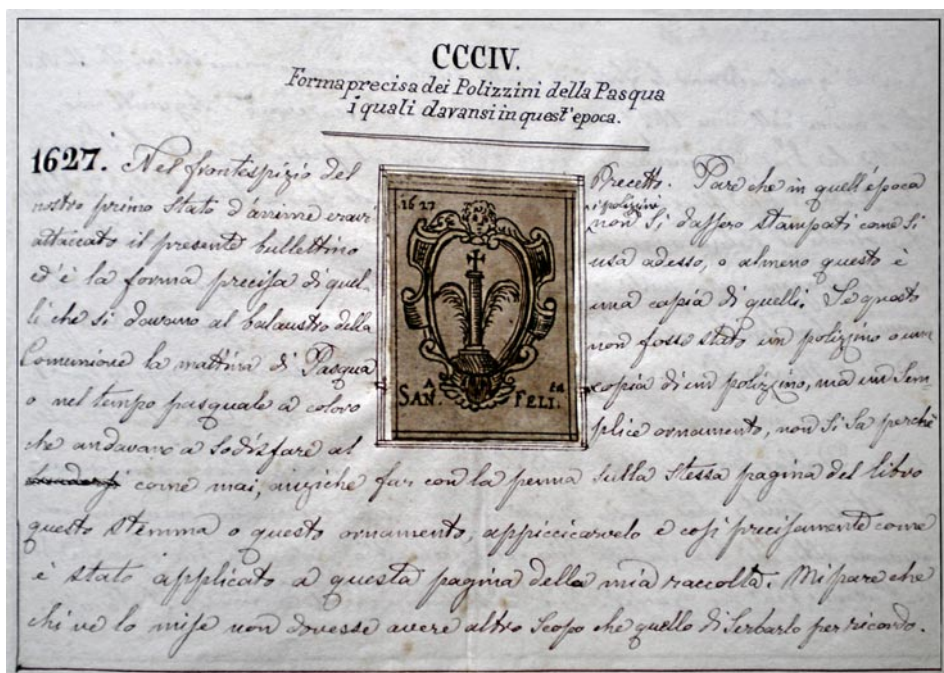 CCCIV.
Forma precisa dei Polizzini della Pasqua
i quali davansi in quest'epoca.
1627. Nel frontespizio del
nostro primo Stato d'anime eravi
attaccato il presente bullettino
ed è la forma precisa di quel-
li che si davano al balaustro della
Comunione la mattina di Pasqua
o nel tempo pasquale a coloro
che andavano a sodisfare al
1627
SAN.A FELI.ta
Precetto. Pare che in quell'epoca
i polizzini
non si dassero stampati come si
usa adesso, o almeno questo è
una copia di quelli. Se questo
non fosse stato un polizzino o una
copia di un polizzino, ma un sem-
plice ornamento, non si sa perchè
come mai, anziche far con la penna sulla stessa pagina del libro
questo stemma o questo ornamento, appiccicarvelo e così precisamente come
è stato applicato a questa pagina della mia raccolta. Mi pare che
chi ve lo mise non dovesse avere altro scopo che quello di serbarlo per ricordo.